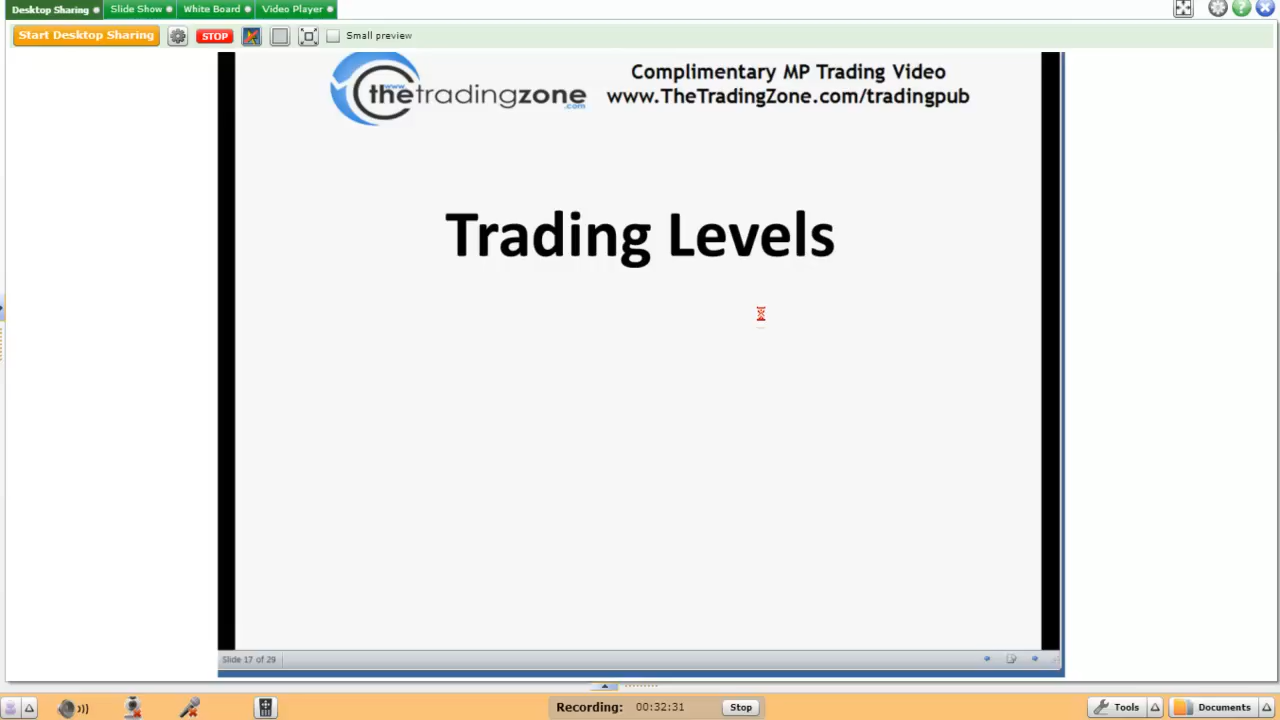 Desktop Sharing
Slide Show
White Board
Video Player
Start Desktop Sharing
STOP
Small preview
www
thetradingzone
.com
Complimentary MP Trading Video
www.TheTradingZone.com/tradingpub
Trading Levels
Slide 17 of 29
Recording: 00:32:31
Stop
Tools
Documents